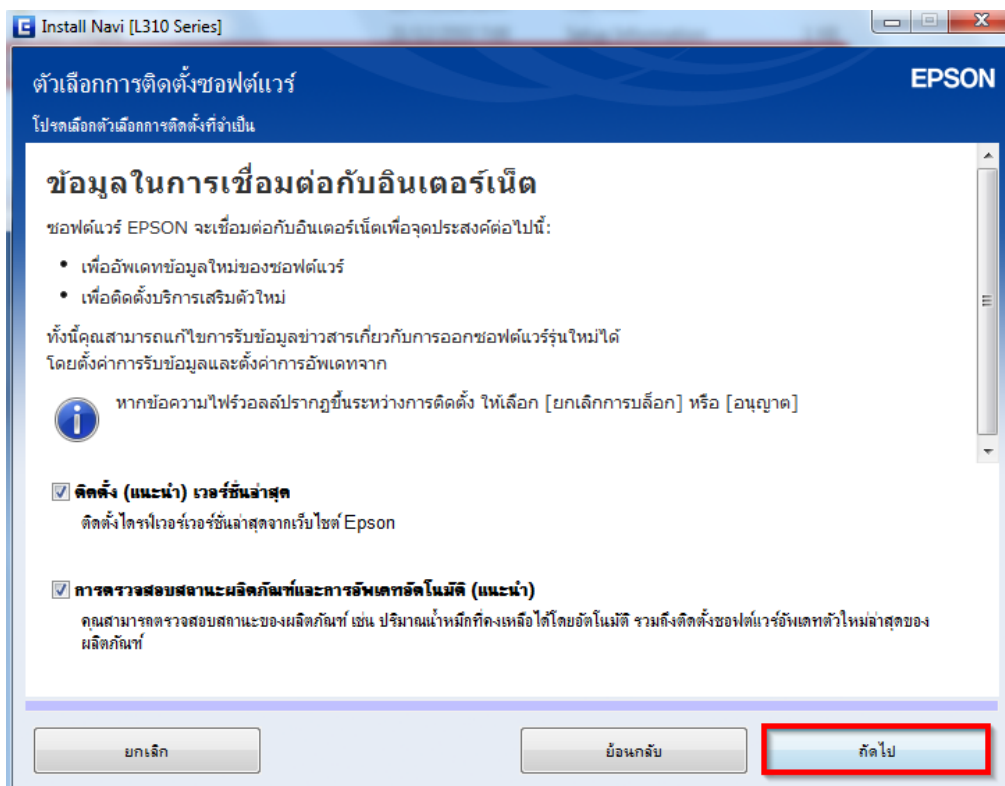 Install Navi [L310 Series]
ตัวเลือกการติดตั้งซอฟต์แวร์
EPSON
โปรดเลือกตัวเลือกการติดตั้งที่จำเป็น
ข้อมูลในการเชื่อมต่อกับอินเตอร์เน็ต
ซอฟต์แวร์ EPSON จะเชื่อมต่อกับอินเตอร์เน็ตเพื่อจุดประสงค์ต่อไปนี้:
• เพื่ออัพเดทข้อมูลใหม่ของซอฟต์แวร์
• เพื่อติดตั้งบริการเสริมตัวใหม่
ทั้งนี้คุณสามารถแก้ไขการรับข้อมูลข่าวสารเกี่ยวกับการออกซอฟต์แวร์รุ่นใหม่ได้
โดยตั้งค่าการรับข้อมูลและตั้งค่าการอัพเดทจาก
หากข้อความไฟร์วอลล์ปรากฏขึ้นระหว่างการติดตั้ง ให้เลือก [ยกเลิกการบล็อก] หรือ [อนุญาต]
ติดตั้ง (แนะนำ) เวอร์ชั่นล่าสุด
ติดตั้งไดรฟ์เวอร์เวอร์ชั่นล่าสุดจากเว็บไซต์ Epson
การตรวจสอบสถานะผลิตภัณฑ์และการอัพเดทอัตโนมัติ (แนะนำ)
คุณสามารถตรวจสอบสถานะของผลิตภัณฑ์ เช่น ปริมาณน้ำหมึกที่คงเหลือได้โดยอัตโนมัติ รวมถึงติดตั้งซอฟต์แวร์อัพเดทตัวใหม่ล่าสุดของ
ผลิตภัณฑ์
ยกเลิก
ย้อนกลับ
ถัดไป